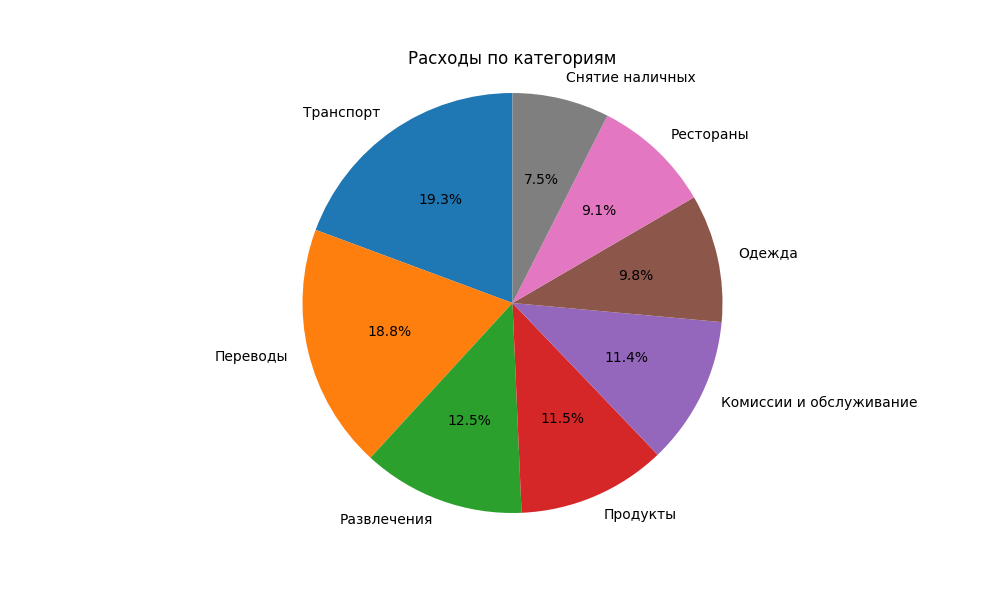 Расходы по категориям
Снятие наличных
Транспорт
Рестораны
7.5%
19.3%
9.1%
Одежда
9.8%
18.8%
Переводы
11.4%
Комиссии и обслуживание
12.5%
11.5%
Продукты
Развлечения